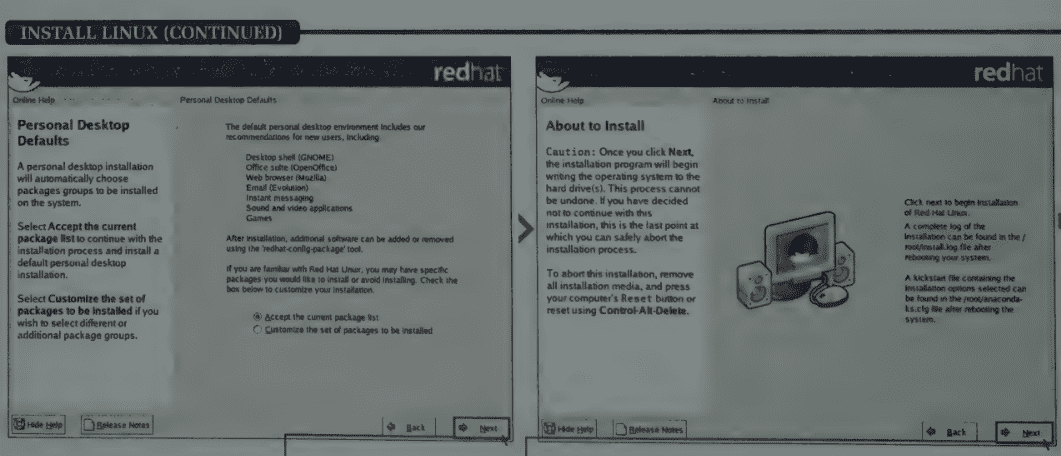 INSTALL LINUX (CONTINUED)
redhat
Online Help
Personal Desktop Defaults
Personal Desktop
Defaults
A personal desktop installation
will automatically choose
packages groups to be installed
on the system.
Select Accept the current
package list to continue with the
installation process and install a
default personal desktop
installation.
Select Customize the set of
packages to be installed if you
wish to select different or
additional package groups.
The default personal desktop environment includes our
recommendations for new users, including
Desktop shell (GNOME)
Office suite (OpenOffice)
Web browser (Mozilla)
Email (Evolution)
Instant messaging
Sound and video applications
Games
After installation, additional software can be added or removed
using the 'redhat-config-package' tool.
If you are familiar with Red Hat Linux, you may have specific
packages you would like to install or avoid installing. Check the
box below to customize your installation.
Accept the current package list
Customize the set of packages to be installed
Hide Help
Release Notes
Back
Next
redhat
Online Help
About to Install
About to Install
Caution: Once you click Next,
the installation program will begin
writing the operating system to the
hard drive(s). This process cannot
be undone. If you have decided
not to continue with this
installation, this is the last point at
which you can safely abort the
installation process.
To abort this installation, remove
all installation media, and press
your computer's Reset button or
reset using Control-Alt-Delete.
Click next to begin installation
of Red Hat Linux.
A complete log of the
installation can be found in the /
root/install.log file after
rebooting your system.
A kickstart file containing the
installation options selected can
be found in the /root/anaconda-
ks.cfg file after rebooting the
system.
Hide Help
Release Notes
Back
Next